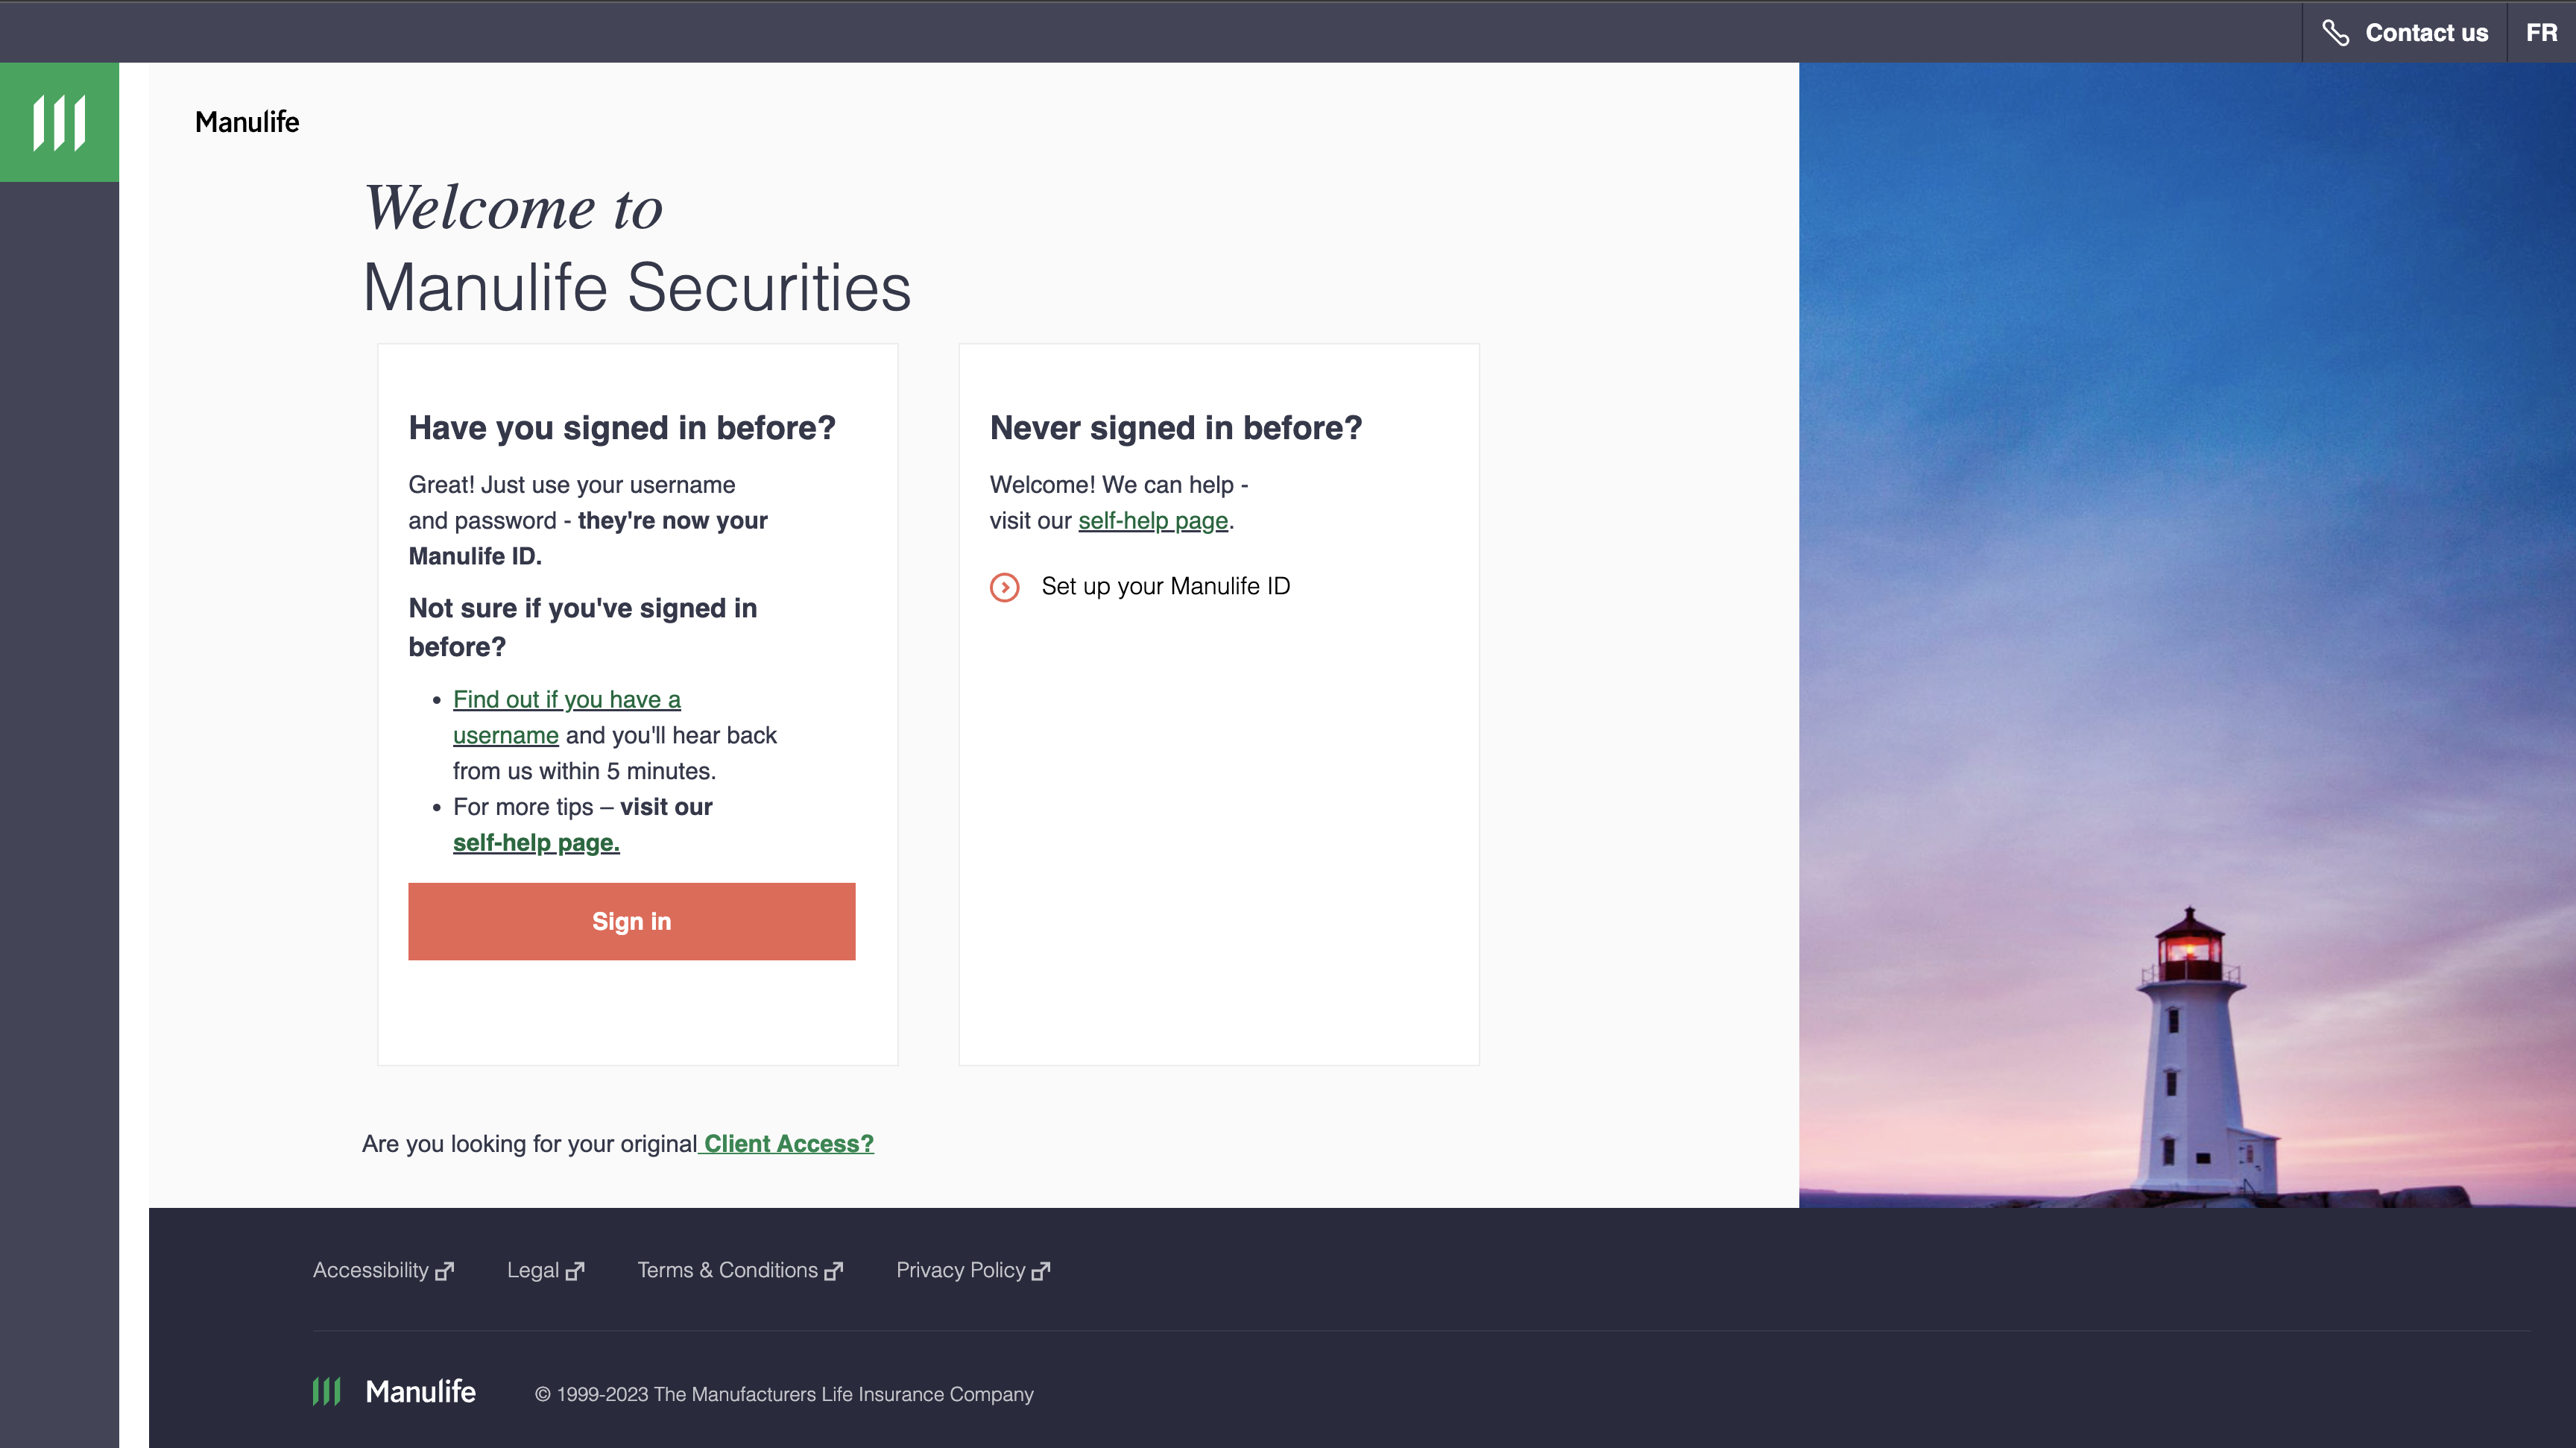 Contact us
FR
Manulife
Welcome to
Manulife Securities
Have you signed in before?
Great! Just use your username
and password - they're now your
Manulife ID.
Not sure if you've signed in
before?
• Find out if you have a
username and you'll hear back
from us within 5 minutes.
• For more tips – visit our
self-help page.
Sign in
Never signed in before?
Welcome! We can help -
visit our self-help page.
Set up your Manulife ID
Are you looking for your original Client Access?
Accessibility
Legal
Terms & Conditions
Privacy Policy
Manulife
© 1999-2023 The Manufacturers Life Insurance Company